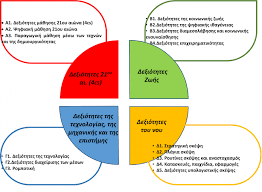 Α1. Δεξιότητες μάθησης 21ου αιώνα (4cs)
Α2. Ψηφιακή μάθηση 21ου αιώνα
Α3. Παραγωγική μάθηση μέσω των τεχνών
και της δημιουργικότητας
Β1. Δεξιότητες της κοινωνικής ζωής
Β2. Δεξιότητες της ψηφιακής ιθαγένειας
Β3. Δεξιότητες διαμεσολάβησης και κοινωνικής
ενσυναίσθησης
Β4. Δεξιότητες επιχειρηματικότητας
Δεξιότητες 21ου
αι. (4cs)
Δεξιότητες
Ζωής
Δεξιότητες της
τεχνολογίας, της
μηχανικής και της
επιστήμης
Δεξιότητες
του νου
Γ1. Δεξιότητες της τεχνολογίας
Γ2. Δεξιότητες διαχείρισης των μέσων
Γ3. Ρομποτική
Δ1. Στρατηγική σκέψη
Δ2. Πλάγια σκέψη
Δ3. Ρουτίνες σκέψης και αναστοχασμός
Δ4. Κατασκευές, παιχνίδια, εφαρμογές
Δ5. Δεξιότητες υπολογιστικής σκέψης